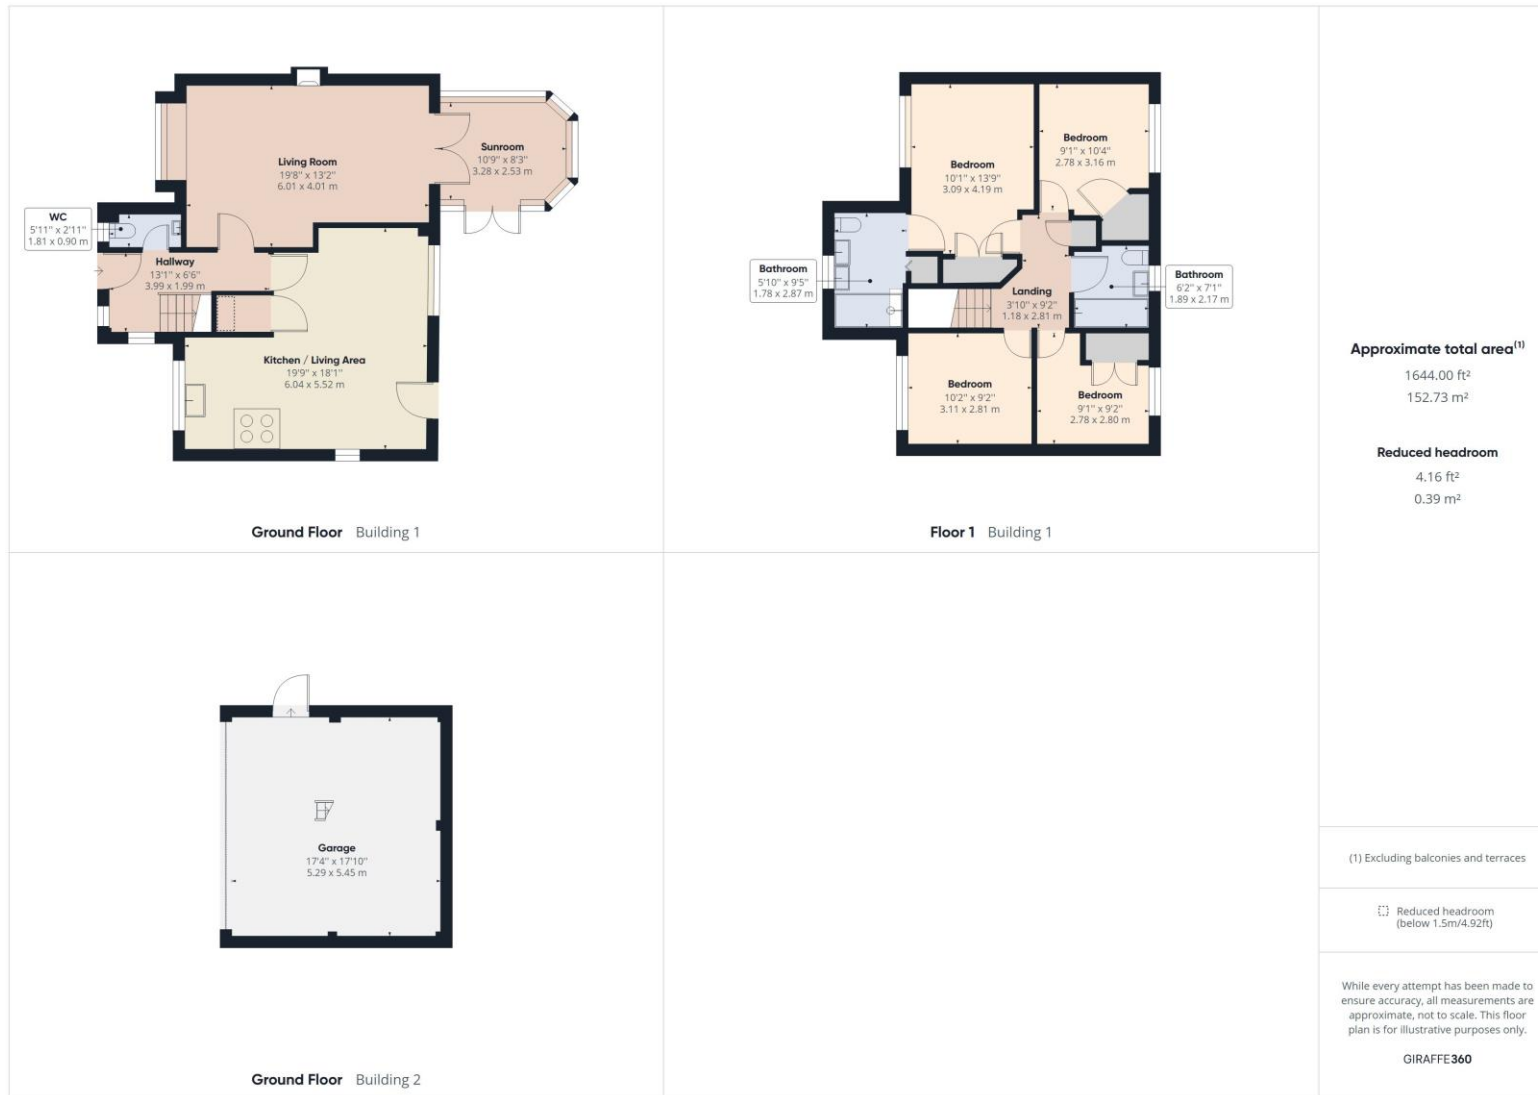 Living Room
19'8" x 13'2"
6.01 x 4.01 m
Sunroom
10'9" x 8'3"
3.28 x 2.53 m
WC
5'11" x 2'11"
1.81 x 0.90 m
Hallway
13'1" x 6'6"
3.99 x 1.99 m
Kitchen / Living Area
19'9" x 18'1"
6.04 x 5.52 m
Ground Floor Building 1
Bedroom
10'1" x 13'9"
3.09 x 4.19 m
Bedroom
9'1" x 10'4"
2.78 x 3.16 m
Bathroom
5'10" x 9'5"
1.78 x 2.87 m
Landing
3'10" x 9'2"
1.18 x 2.81 m
Bathroom
6'2" x 7'1"
1.89 x 2.17 m
Bedroom
10'2" x 9'2"
3.11 x 2.81 m
Bedroom
9'1" x 9'2"
2.78 x 2.80 m
Floor 1 Building 1
Garage
17'4" x 17'10"
5.29 x 5.45 m
Ground Floor Building 2
Approximate total area(1)
1644.00 ft²
152.73 m²
Reduced headroom
4.16 ft²
0.39 m²
(1) Excluding balconies and terraces
Reduced headroom
(below 1.5m/4.92ft)
While every attempt has been made to
ensure accuracy, all measurements are
approximate, not to scale. This floor
plan is for illustrative purposes only.
GIRAFFE360